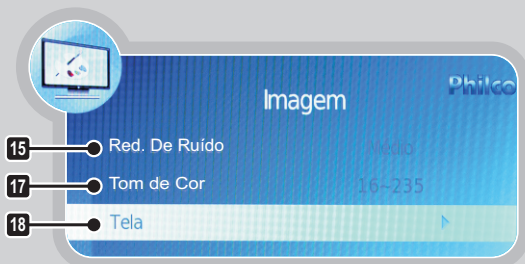 Imagem
Philco
15 Red. De Ruído Médio
17 Tom de Cor 16~235
18 Tela